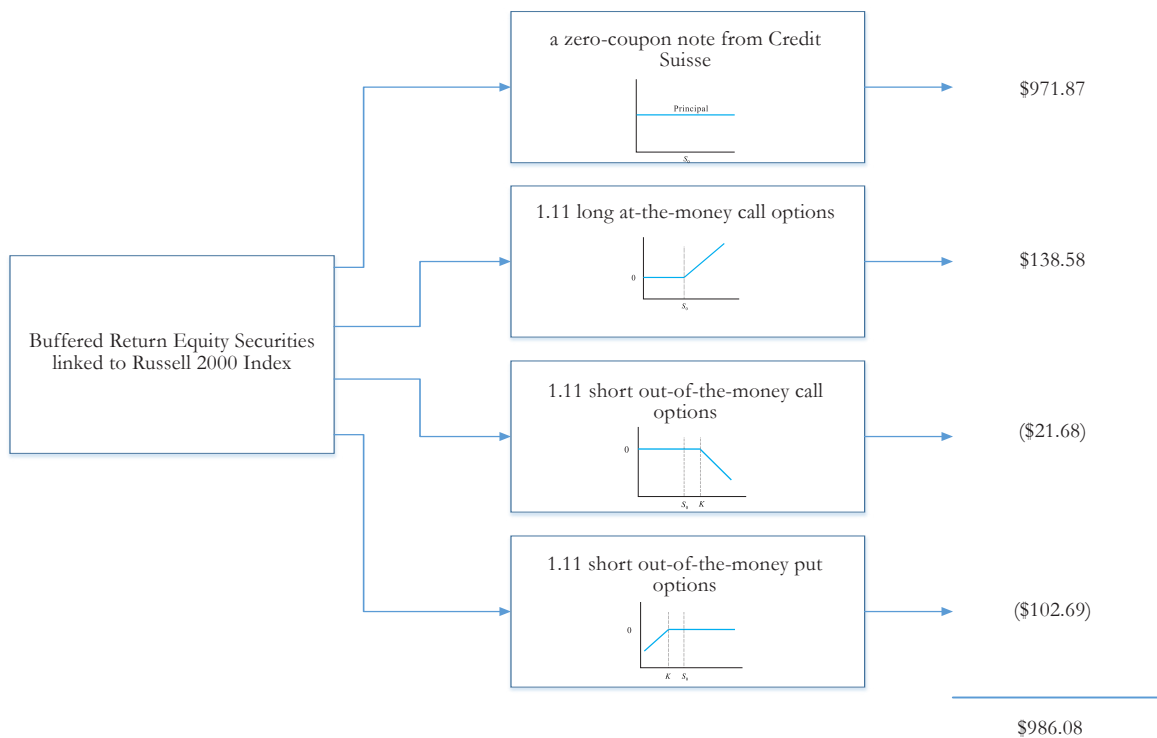 a zero-coupon note from Credit
Suisse
Principal
S₀
$971.87
1.11 long at-the-money call options
0
S₀
$138.58
Buffered Return Equity Securities
linked to Russell 2000 Index
1.11 short out-of-the-money call
options
0
S₀ K
($21.68)
1.11 short out-of-the-money put
options
0
K S₀
($102.69)
$986.08